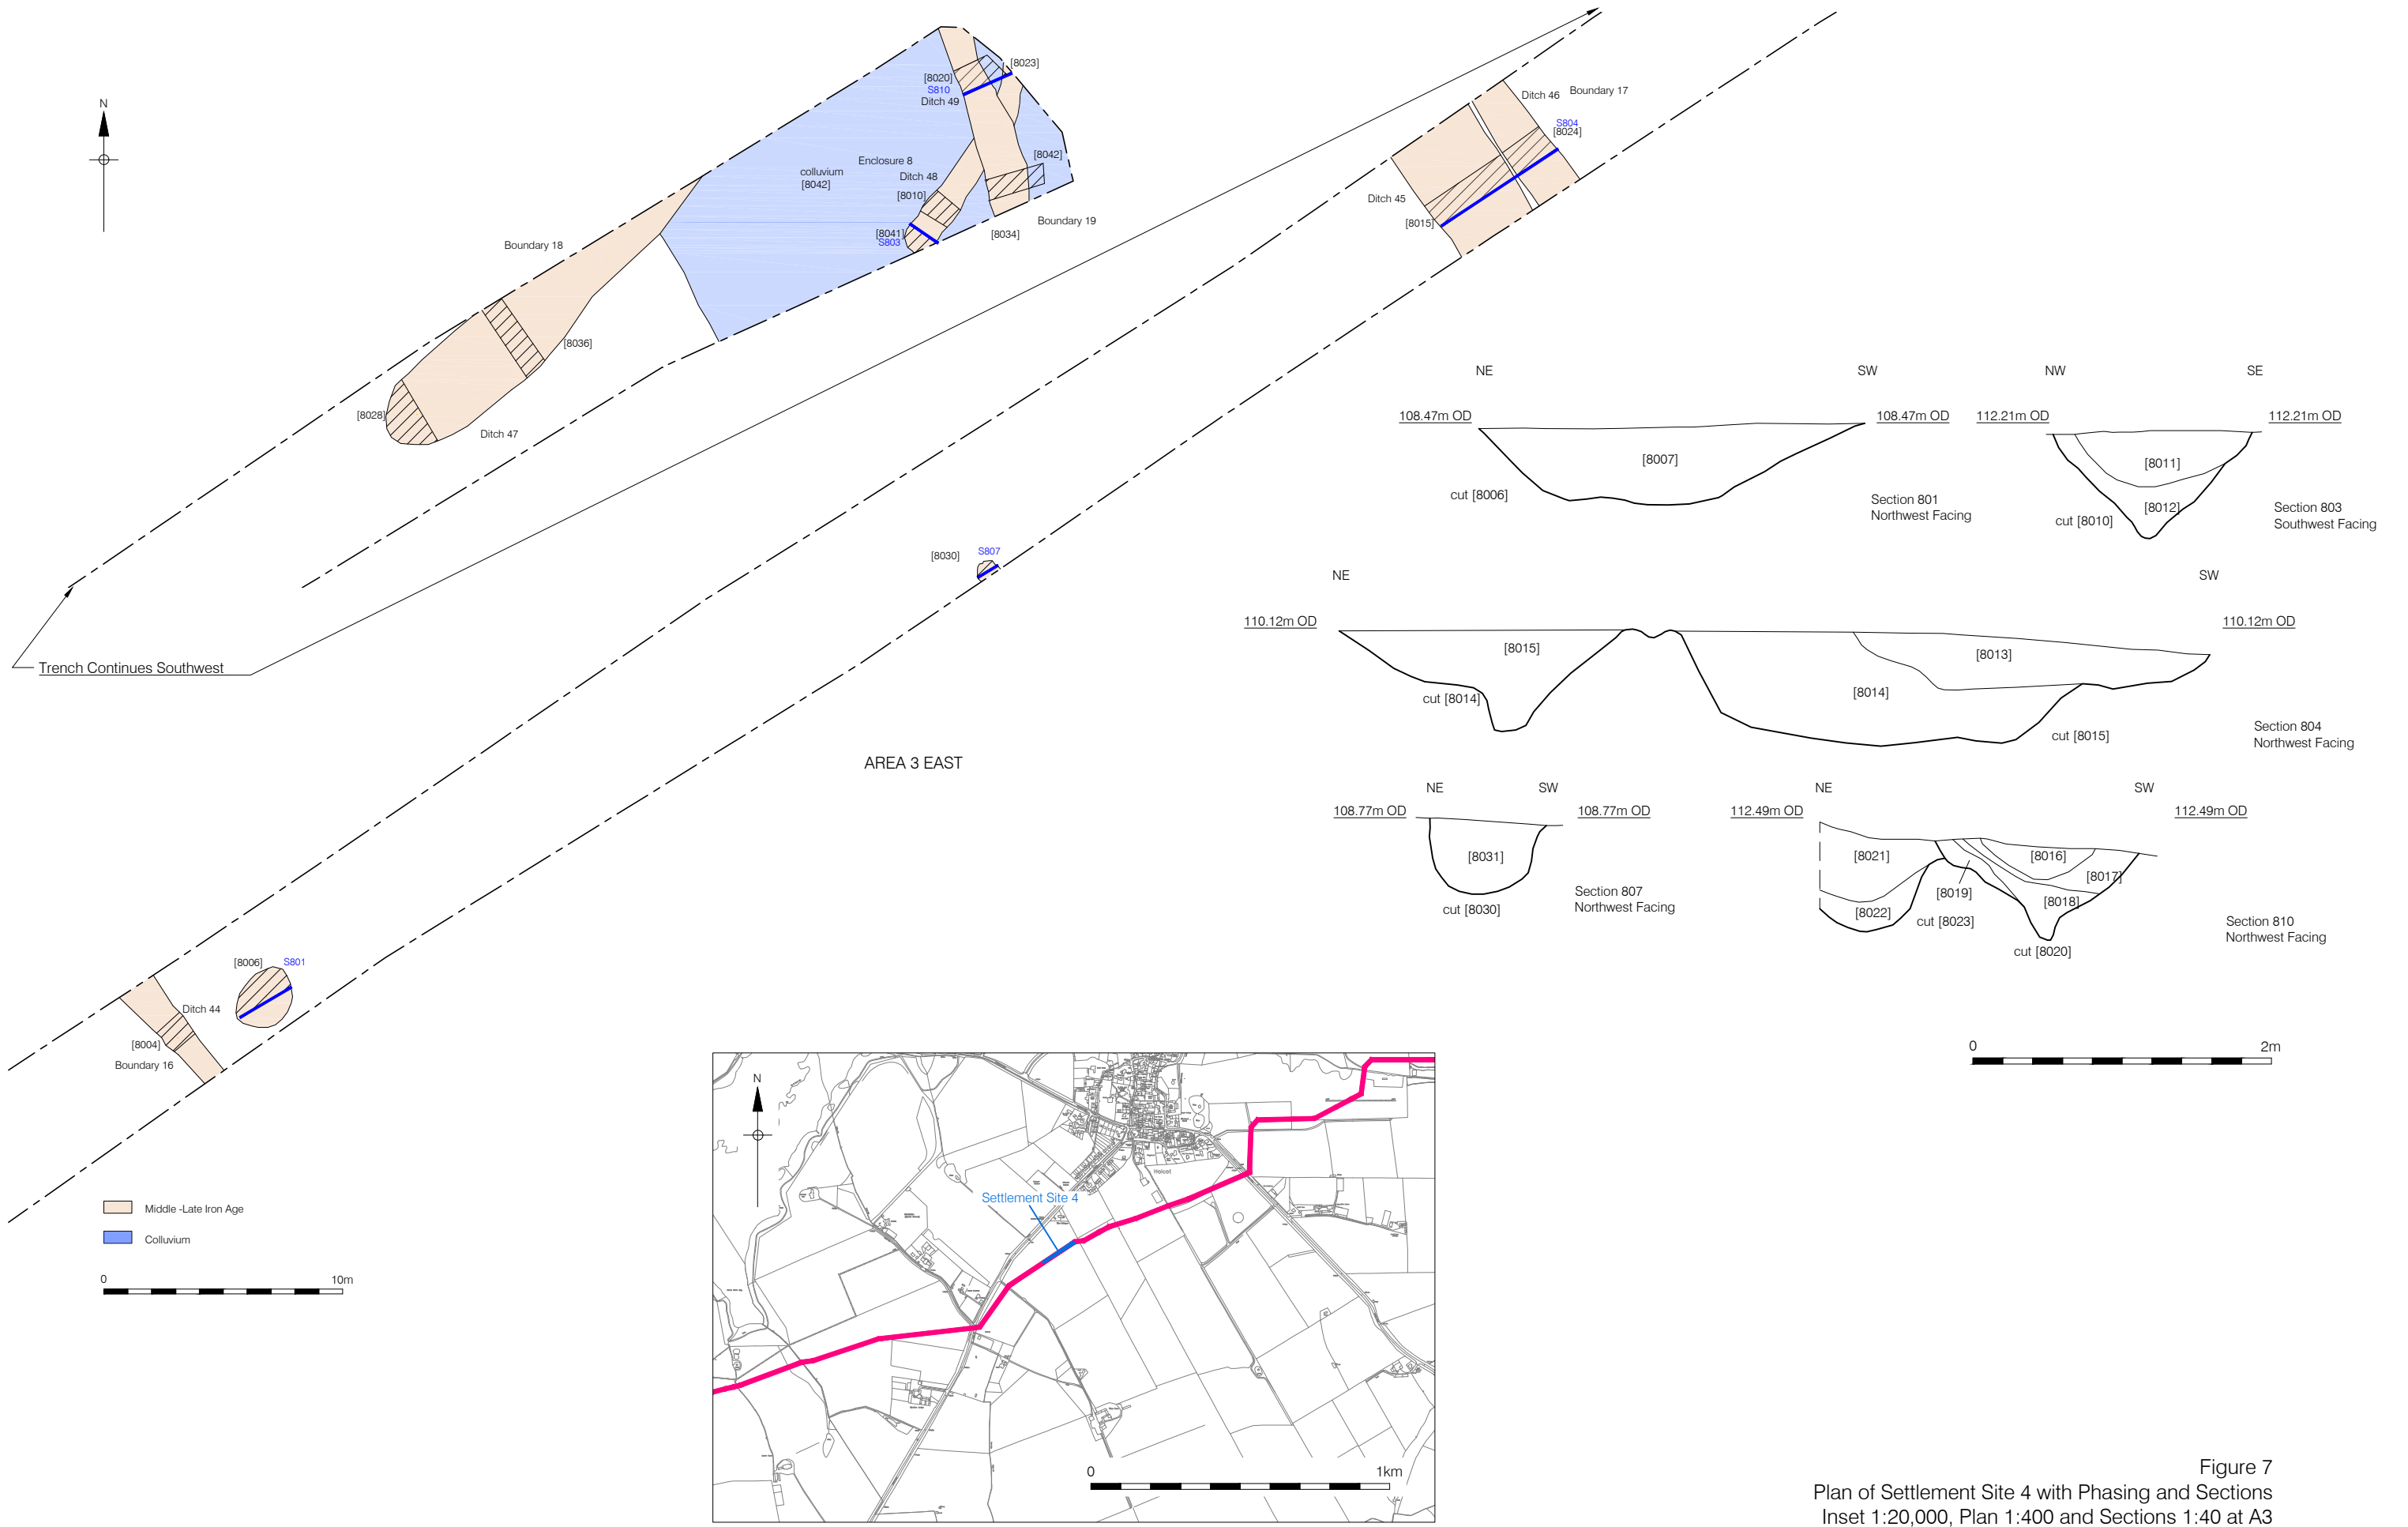 N
[8023]
[8020]
S810
Ditch 49
Ditch 46
Boundary 17
S804
[8024]
Enclosure 8
colluvium
[8042]
Ditch 48
[8042]
[8010]
Ditch 45
[8015]
[8041]
S803
[8034]
Boundary 19
Boundary 18
[8036]
[8028]
Ditch 47
NE
SW
NW
SE
108.47m OD
108.47m OD
112.21m OD
112.21m OD
[8007]
[8011]
cut [8006]
Section 801
Northwest Facing
[8012]
cut [8010]
Section 803
Southwest Facing
[8030]
S807
NE
SW
110.12m OD
110.12m OD
[8015]
[8013]
[8014]
cut [8014]
cut [8015]
Section 804
Northwest Facing
Trench Continues Southwest
AREA 3 EAST
NE
SW
NE
SW
108.77m OD
108.77m OD
112.49m OD
112.49m OD
[8031]
[8021]
[8016]
[8017]
[8019]
[8018]
[8022]
cut [8030]
Section 807
Northwest Facing
cut [8023]
cut [8020]
Section 810
Northwest Facing
[8006]
S801
Ditch 44
[8004]
Boundary 16
0
2m
N
Holcot
Settlement Site 4
Middle -Late Iron Age
Colluvium
0
10m
0
1km
Figure 7
Plan of Settlement Site 4 with Phasing and Sections
Inset 1:20,000, Plan 1:400 and Sections 1:40 at A3